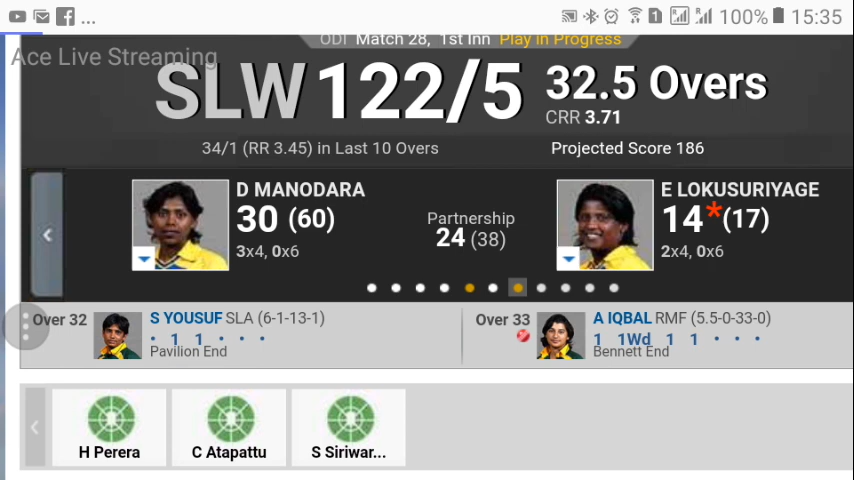 ... 1 100% 15:35
ODI Match 28, 1st Inn Play in Progress
Ace Live Streaming
SLW 122/5 32.5 Overs
CRR 3.71
34/1 (RR 3.45) in Last 10 Overs Projected Score 186
D MANODARA E LOKUSURIYAGE
30 (60) Partnership 14*(17)
24 (38)
3x4, 0x6 2x4, 0x6
Over 32 S YOUSUF SLA (6-1-13-1) Over 33 A IQBAL RMF (5.5-0-33-0)
• 1 1 • • • 1 1Wd 1 1 • • •
Pavilion End Bennett End
H Perera C Atapattu S Siriwar...